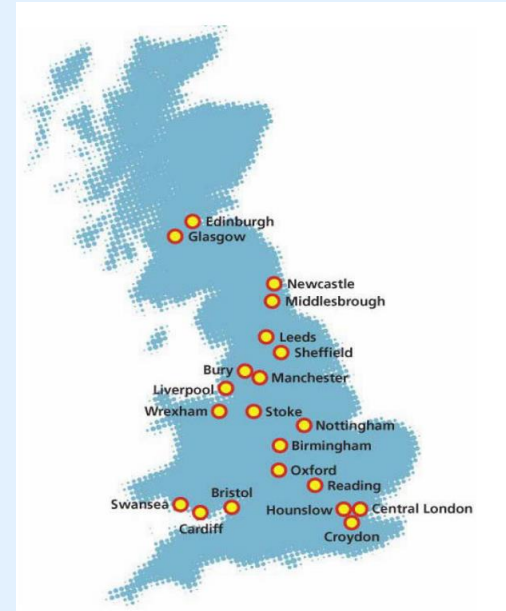 Edinburgh
Glasgow
Newcastle
Middlesbrough
Leeds
Sheffield
Bury
Manchester
Liverpool
Wrexham
Stoke
Nottingham
Birmingham
Oxford
Reading
Swansea
Bristol
Hounslow
Central London
Cardiff
Croydon